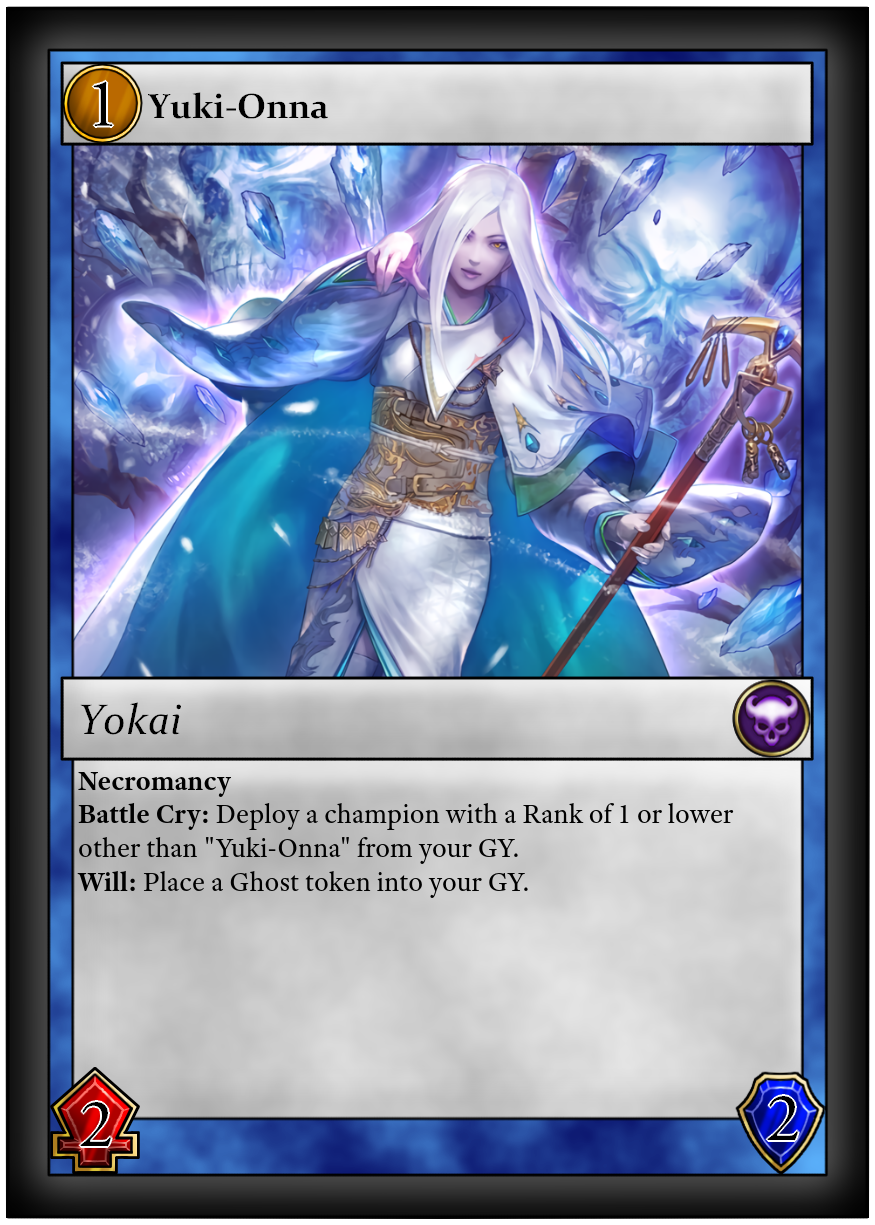 1 Yuki-Onna
Yokai
Necromancy
Battle Cry: Deploy a champion with a Rank of 1 or lower
other than "Yuki-Onna" from your GY.
Will: Place a Ghost token into your GY.
2 2